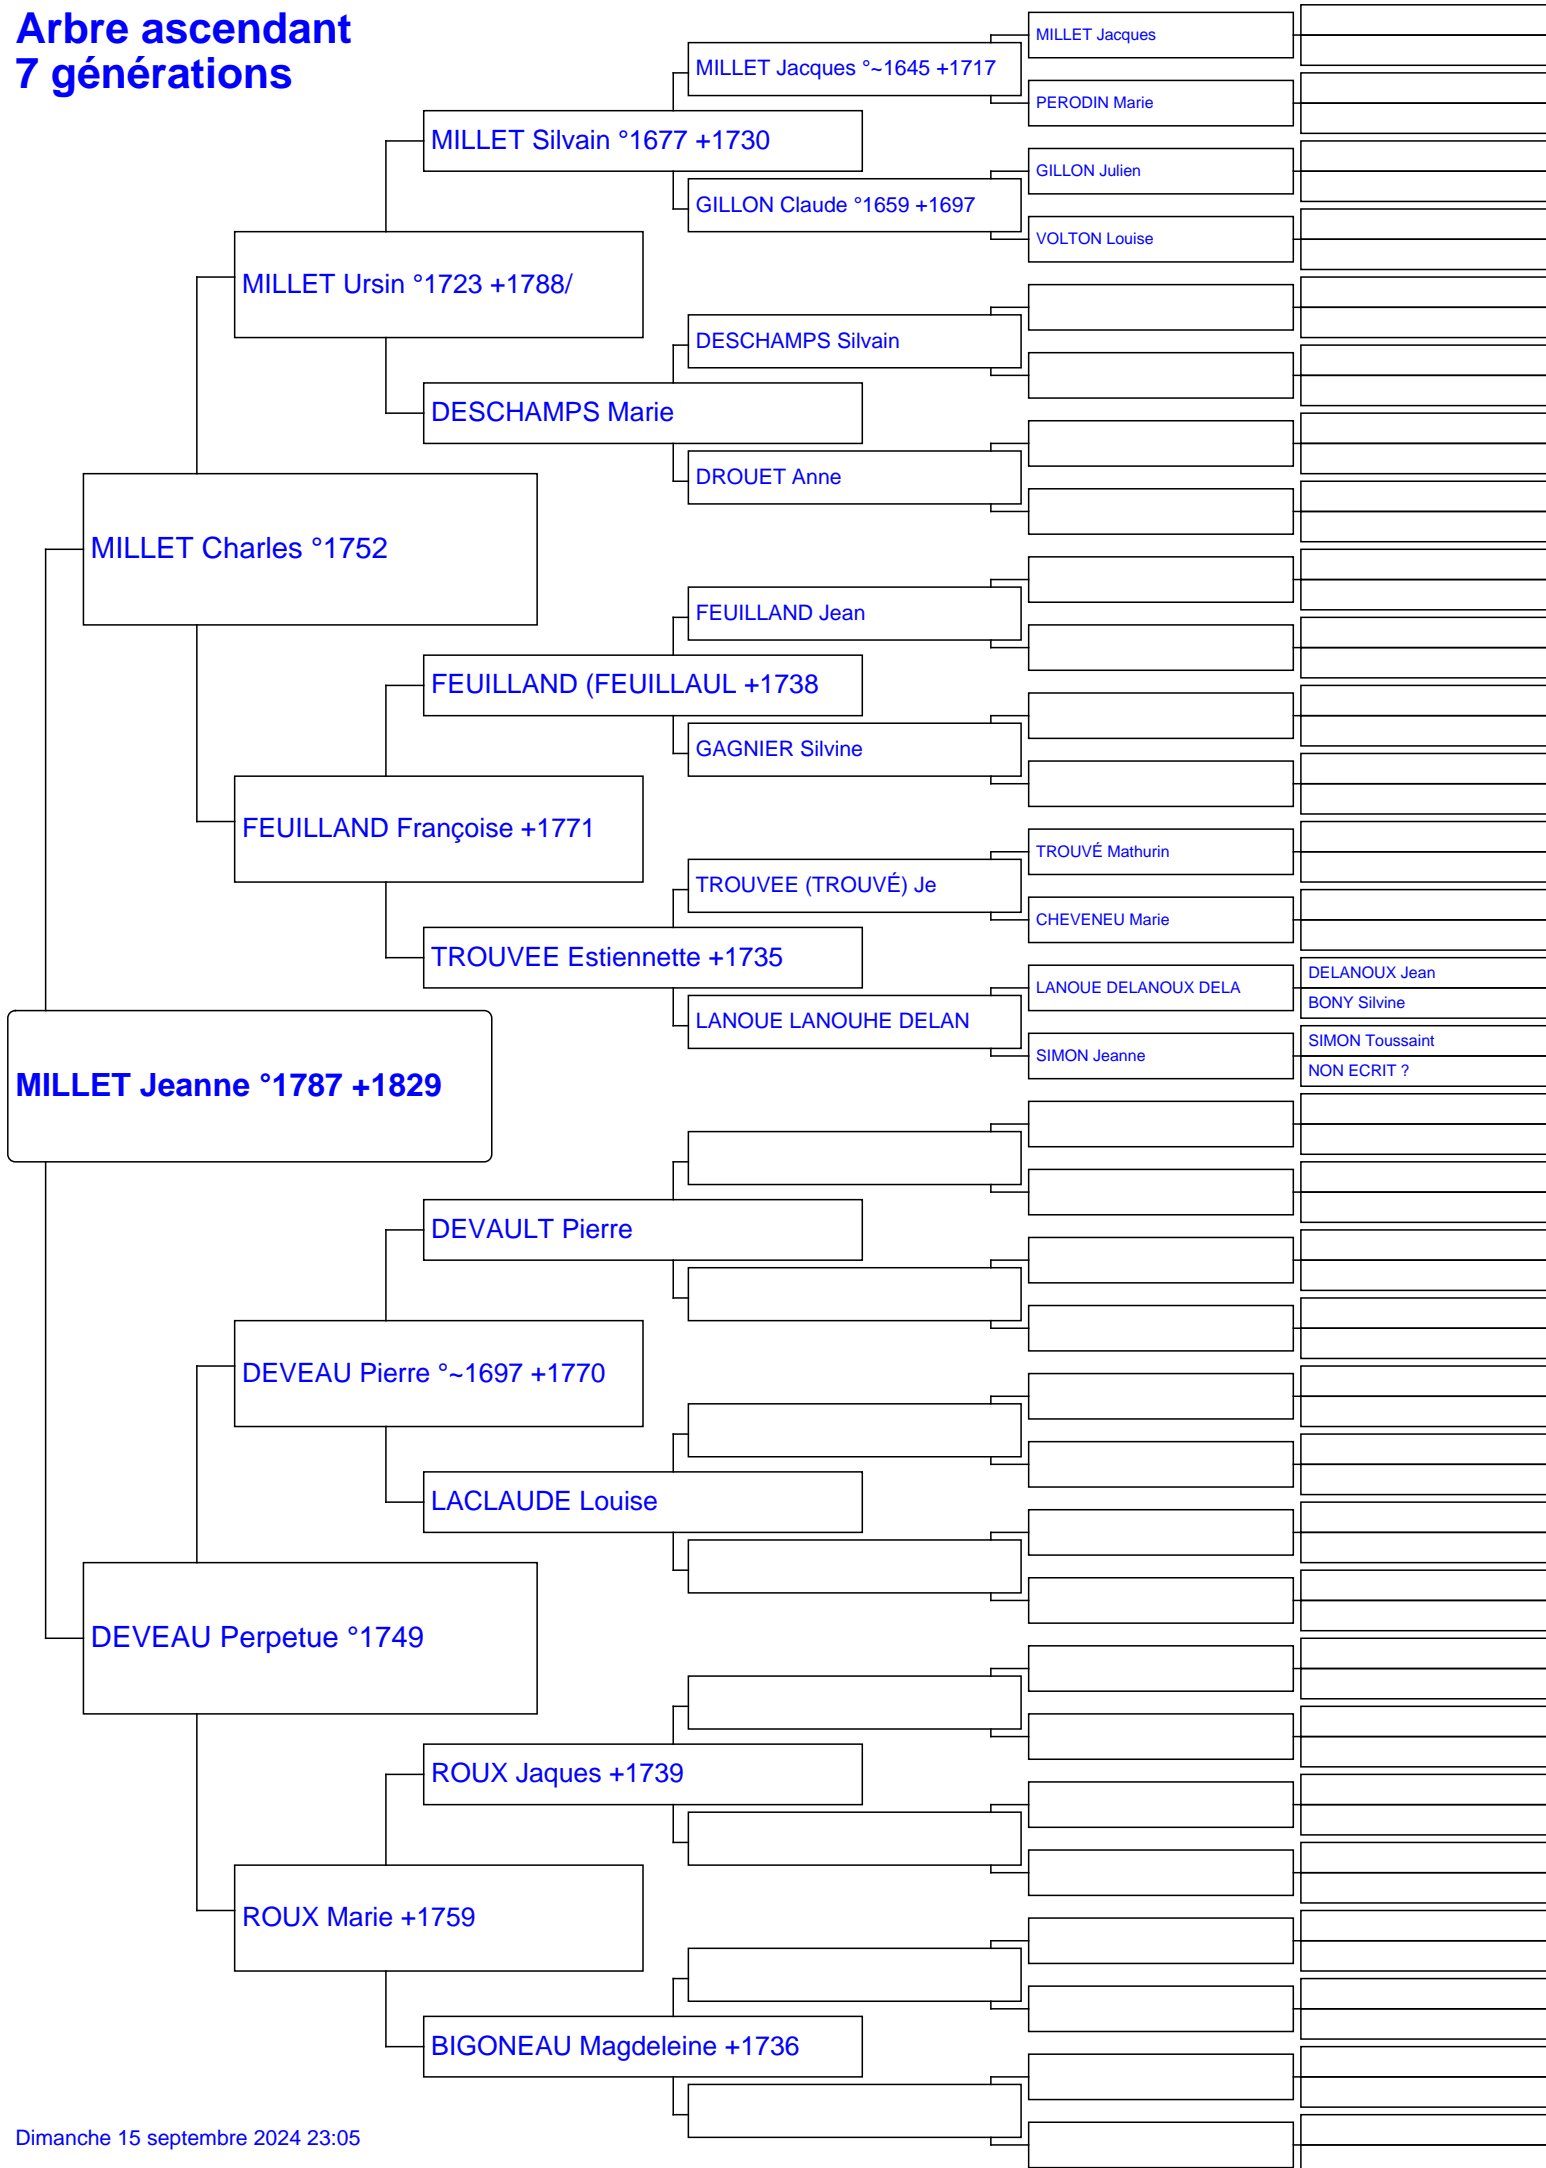 Arbre ascendant
7 générations
MILLET Jacques
MILLET Jacques °~1645 +1717
PERODIN Marie
MILLET Silvain °1677 +1730
GILLON Julien
GILLON Claude °1659 +1697
VOLTON Louise
MILLET Ursin °1723 +1788/
DESCHAMPS Silvain
DESCHAMPS Marie
DROUET Anne
MILLET Charles °1752
FEUILLAND Jean
FEUILLAND (FEUILLAUL +1738
GAGNIER Silvine
FEUILLAND Françoise +1771
TROUVÉ Mathurin
TROUVEE (TROUVÉ) Je
CHEVENEU Marie
TROUVEE Estiennette +1735
DELANOUX Jean
LANOUE DELANOUX DELA
BONY Silvine
LANOUE LANOUHE DELAN
SIMON Toussaint
SIMON Jeanne
NON ECRIT ?
MILLET Jeanne °1787 +1829
DEVAULT Pierre
DEVEAU Pierre °~1697 +1770
LACLAUDE Louise
DEVEAU Perpetue °1749
ROUX Jaques +1739
ROUX Marie +1759
BIGONEAU Magdeleine +1736
Dimanche 15 septembre 2024 23:05